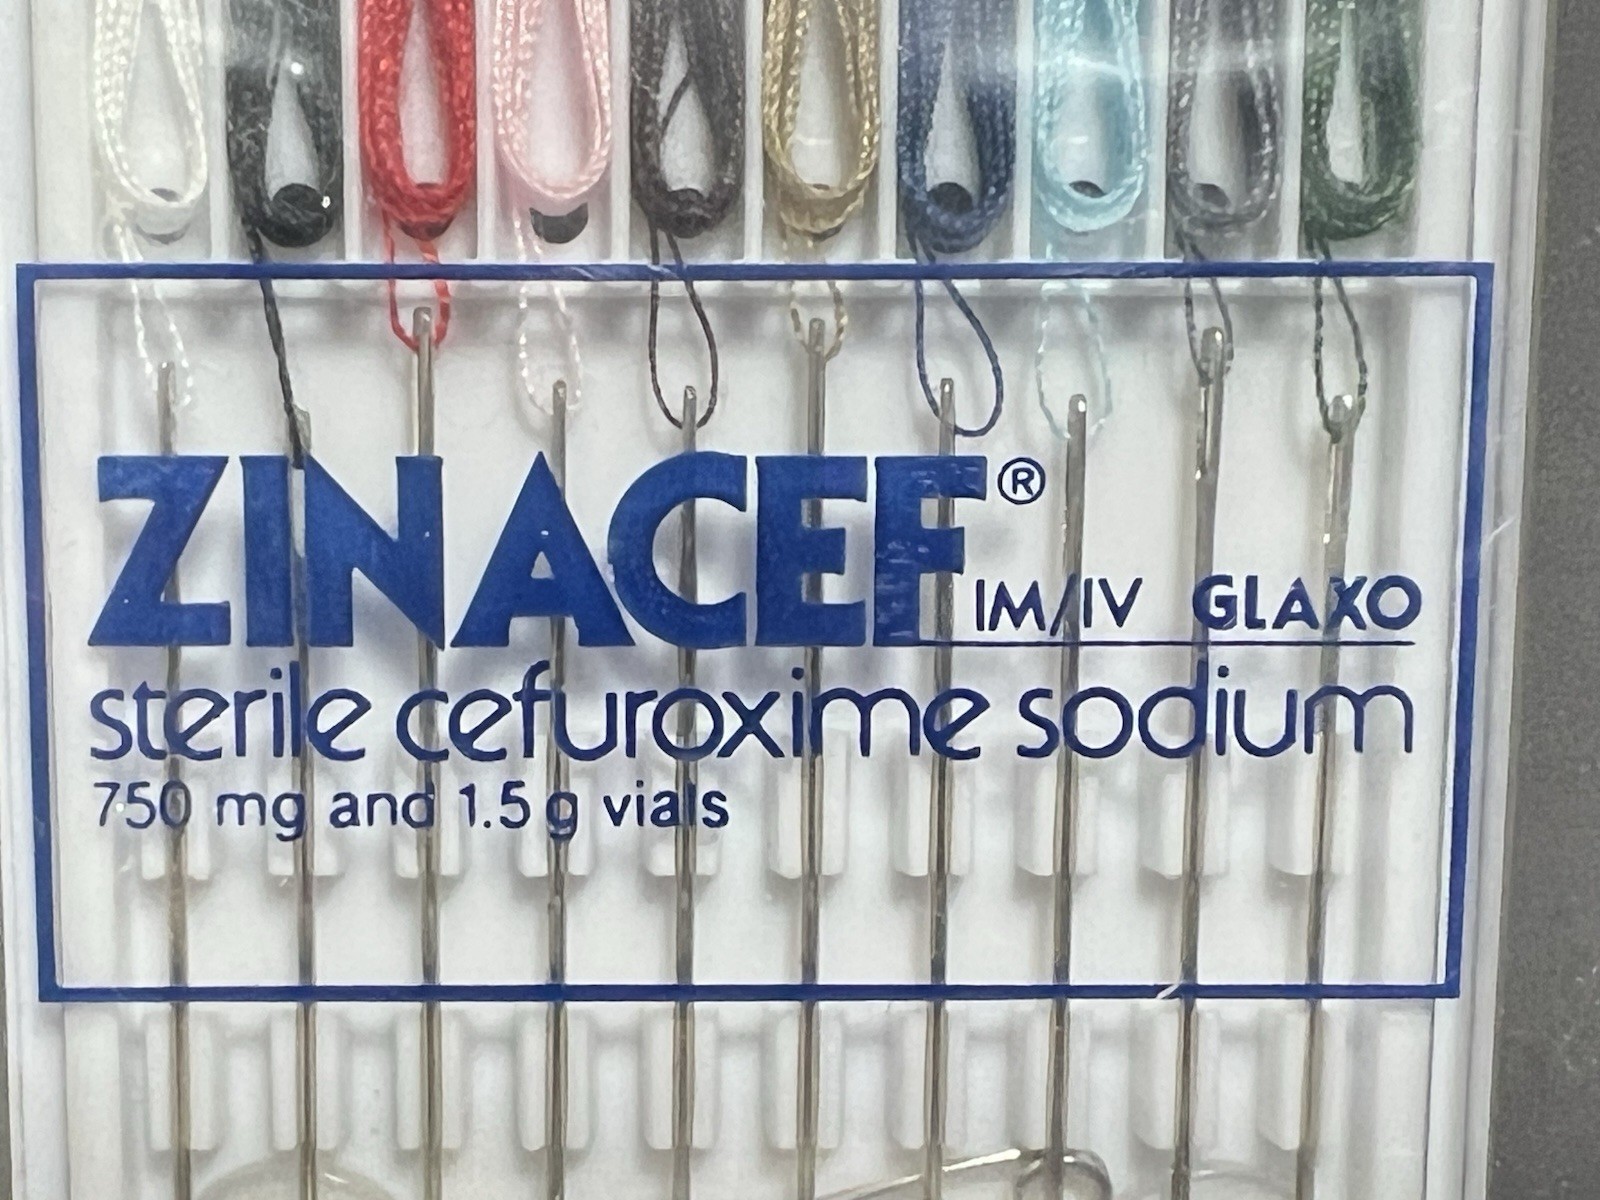 ZINACEF® IM/IV GLAXO
sterile cefuroxime sodium
750 mg and 1.5 g vials